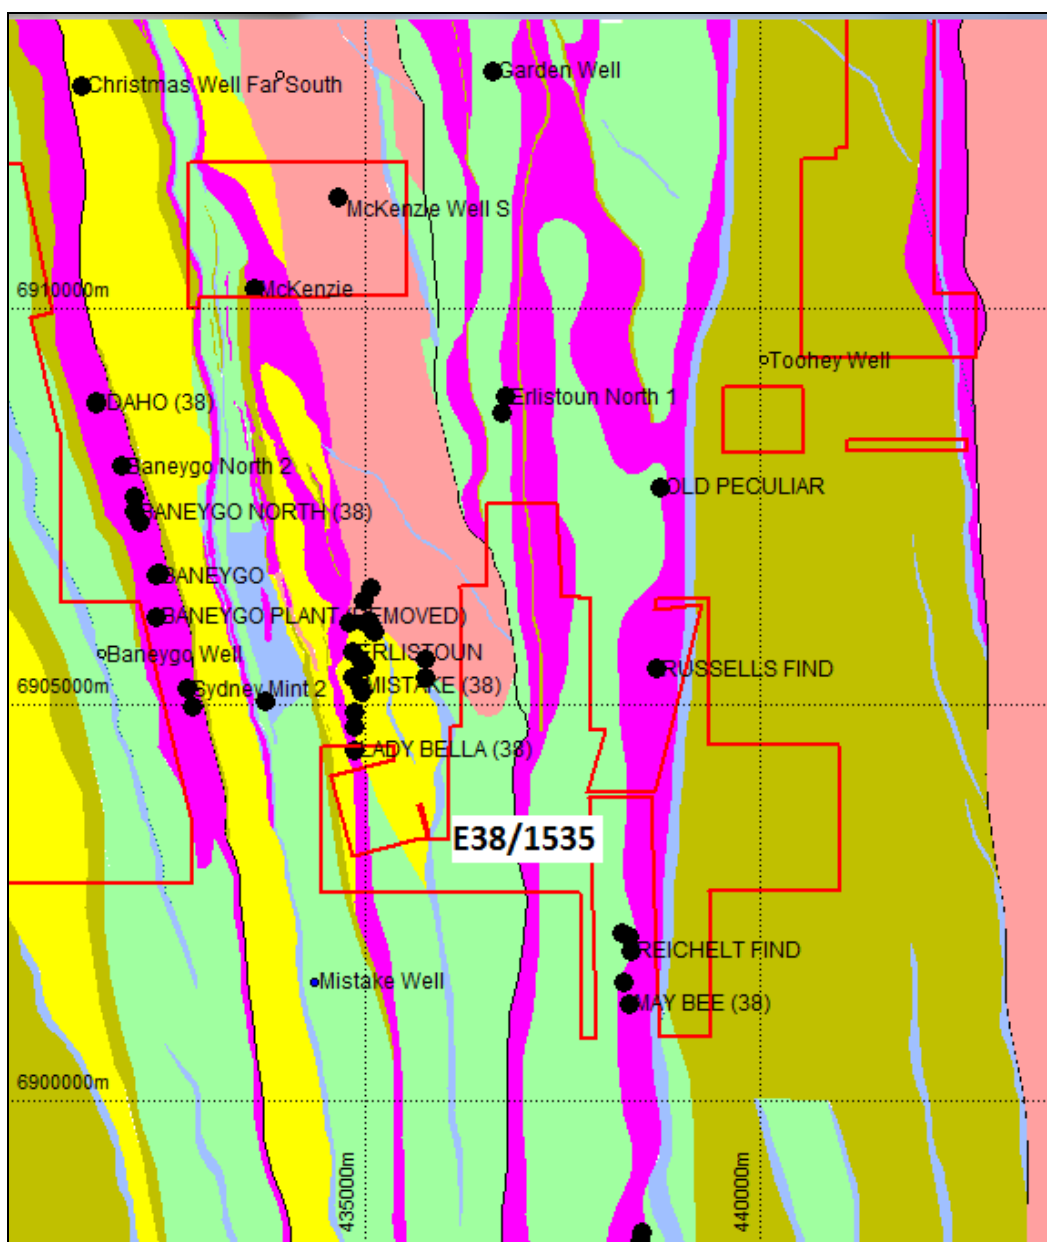 Garden Well
Christmas Well Far South
McKenzie Well S
McKenzie
6910000m
Toohey Well
IDAHO (38)
Erlistoun North 1
Baneygo North 2
OLD PECULIAR
BANEYGO NORTH (38)
BANEYGO
BANEYGO PLANT (REMOVED)
Baneygo Well
ERLISTOUN
RUSSELLS FIND
6905000m
Sydney Mint 2
MISTAKE (38)
LADY BELLA (38)
E38/1535
REICHELT FIND
Mistake Well
MAY BEE (38)
6900000m
435000m
440000m